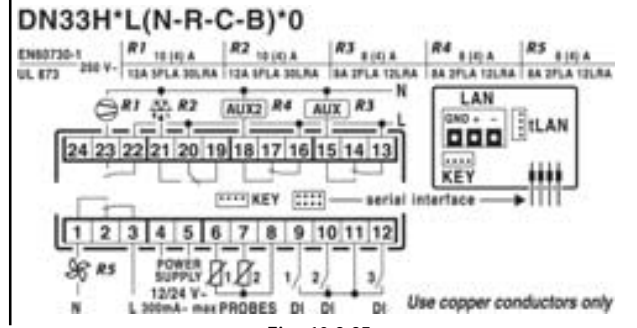 DN33H*L(N-R-C-B)*0
EN60730-1 250 V~ R1 10 (4) A R2 10 (4) A R3 8 (4) A R4 8 (4) A R5 8 (4) A
UL 873 12A 5FLA 30LRA 12A 5FLA 30LRA 8A 2FLA 12LRA 8A 2FLA 12LRA 8A 2FLA 12LRA
N
R1 R2 AUX2 R4 AUX R3
L
24 23 22 21 20 19 18 17 16 15 14 13
LAN
GND + -
tLAN
KEY
KEY serial interface
1 2 3 4 5 6 7 8 9 10 11 12
R5 POWER SUPPLY 1 2 1 2 3
12/24 V~
N L 300mA~ max PROBES DI DI DI
Use copper conductors only